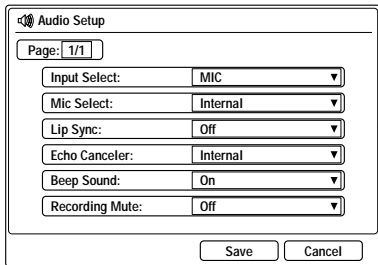 Audio Setup
Page: 1/1
Input Select: MIC
Mic Select: Internal
Lip Sync: Off
Echo Canceler: Internal
Beep Sound: On
Recording Mute: Off
Save Cancel